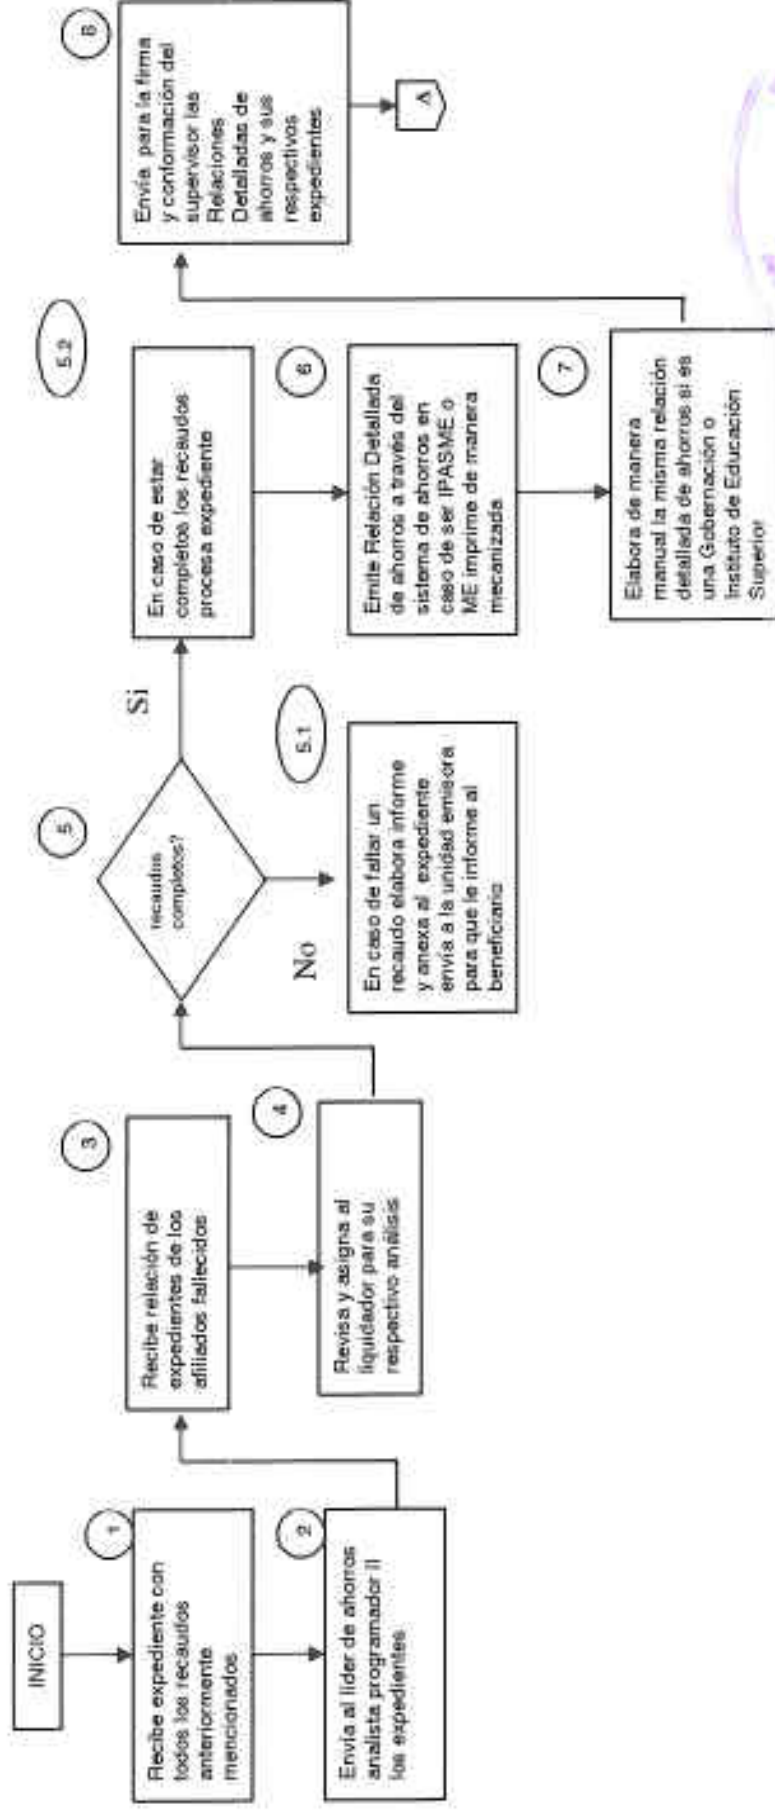 INICIO
1
Recibe expediente con
todos los recaudos
anteriormente
mencionados
2
Envia al lider de ahorros
analista programador II
los expedientes
3
Recibe relación de
expedientes de los
afiliados fallecidos
4
Revisa y asigna al
liquidador para su
respectivo análisis
5
recaudos
completos?
Si
No
5.1
En caso de faltar un
recaudo elabora informe
y anexa al expediente
envia a la unidad emisora
para que le informe al
beneficiario
5.2
En caso de estar
completos los recaudos
procesa expediente
6
Emite Relación Detallada
de ahorros a través del
sistema de ahorros en
caso de ser IPASME o
ME imprime de manera
mecanizada
7
Elabora de manera
manual la misma relación
detallada de ahorros si es
una Gobernación o
Instituto de Educación
Superior
8
Envía para la firma
y conformación del
supervisor las
Relaciones
Detalladas de
ahorros y sus
respectivos
expedientes
A